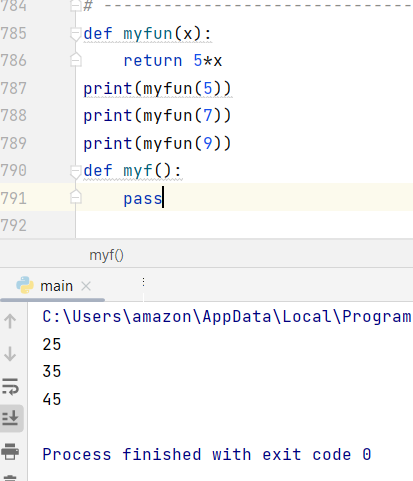 784 # ------------------------------
785 def myfun(x):
786 return 5*x
787 print(myfun(5))
788 print(myfun(7))
789 print(myfun(9))
790 def myf():
791 pass
792
myf()
main
C:\Users\amazon\AppData\Local\Program
25
35
45
Process finished with exit code 0